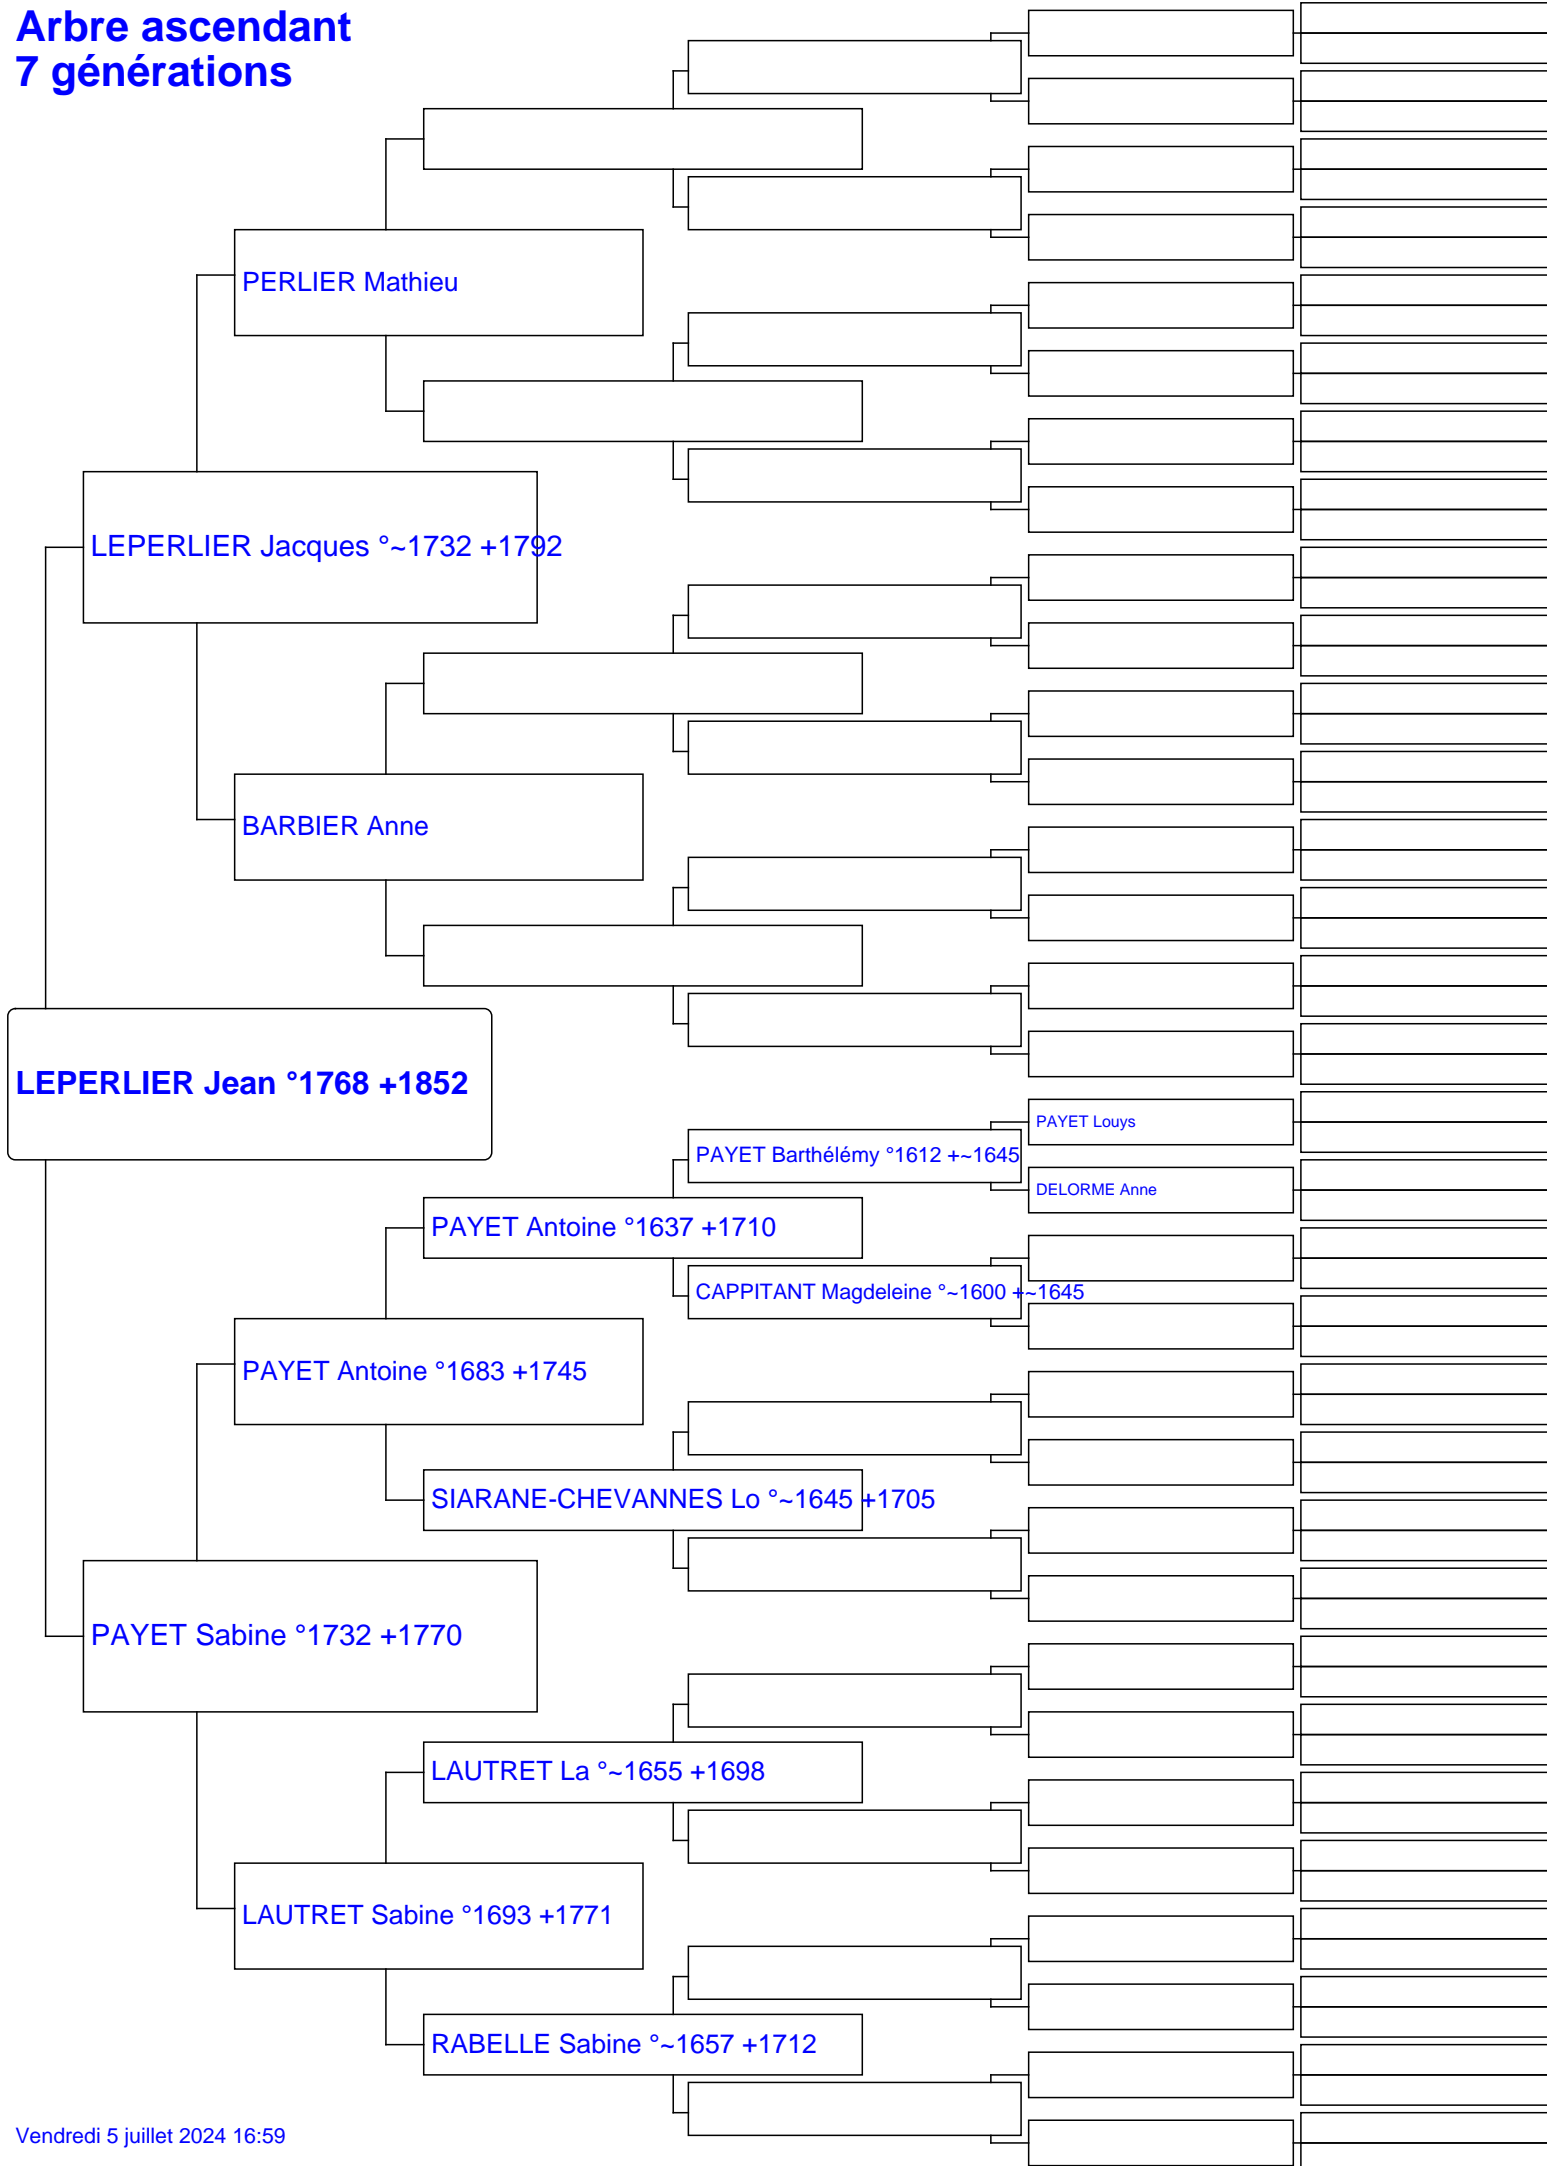 Arbre ascendant
7 générations
PERLIER Mathieu
LEPERLIER Jacques °~1732 +1792
BARBIER Anne
LEPERLIER Jean °1768 +1852
PAYET Louys
PAYET Barthélémy °1612 +~1645
DELORME Anne
PAYET Antoine °1637 +1710
CAPPITANT Magdeleine °~1600 +~1645
PAYET Antoine °1683 +1745
SIARANE-CHEVANNES Lo °~1645 +1705
PAYET Sabine °1732 +1770
LAUTRET La °~1655 +1698
LAUTRET Sabine °1693 +1771
RABELLE Sabine °~1657 +1712
Vendredi 5 juillet 2024 16:59